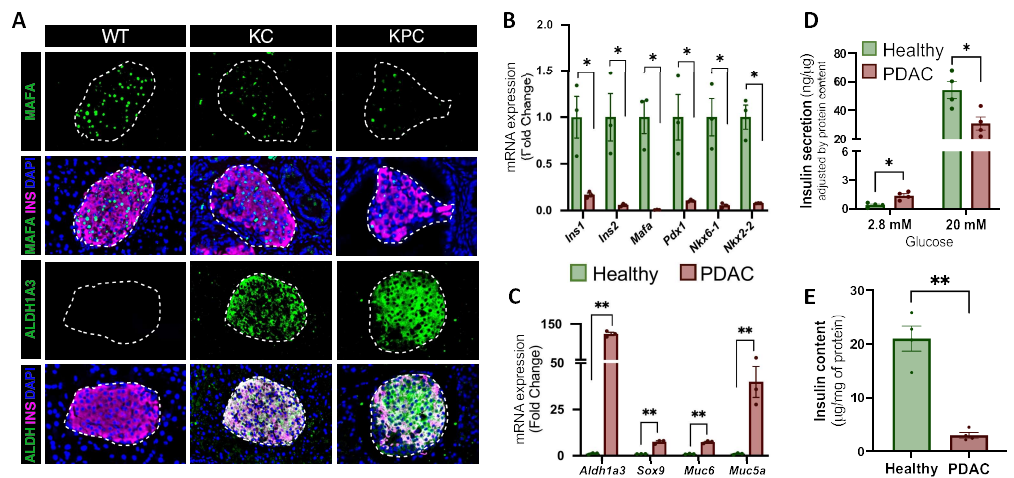 A
WT
KC
KPC
MAFA
MAFA INS DAPI
ALDH1A3
ALDH INS DAPI
B
mRNA expression
(Fold Change)
2.0
1.5
1.0
0.5
0.0
*
*
*
*
*
*
Ins1
Ins2
Mafa
Pdx1
Nkx6-1
Nkx2-2
Healthy
PDAC
C
mRNA expression
(Fold Change)
150
50
25
0
**
**
**
**
Aldh1a3
Sox9
Muc6
Muc5a
D
Healthy
PDAC
Insulin secretion (ng/µg)
adjusted by protein content
80
60
40
20
6
3
0
*
*
2.8 mM
20 mM
Glucose
E
Insulin content
(µg/mg of protein)
30
20
10
0
**
Healthy
PDAC